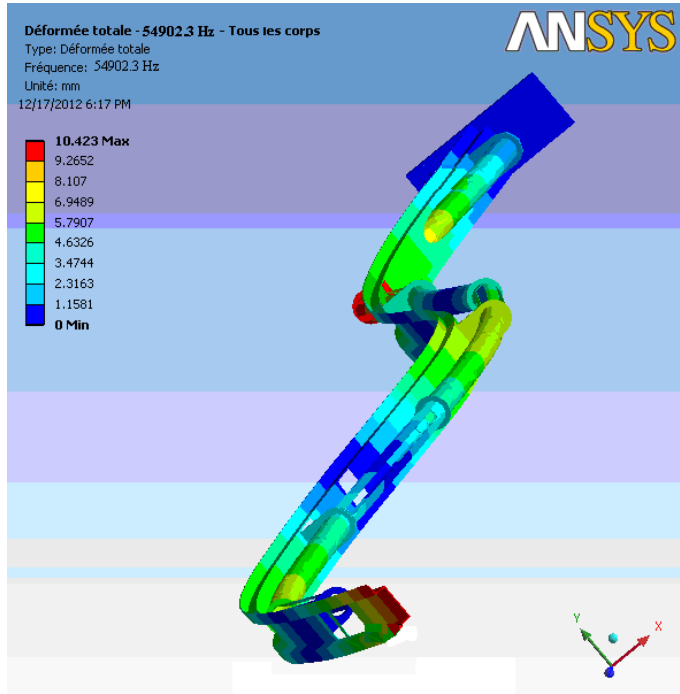 Déformée totale - 54902.3 Hz - Tous les corps
Type: Déformée totale
Fréquence: 54902.3 Hz
Unité: mm
12/17/2012 6:17 PM
ANSYS
10.423 Max
9.2652
8.107
6.9489
5.7907
4.6326
3.4744
2.3163
1.1581
0 Min
Y
X